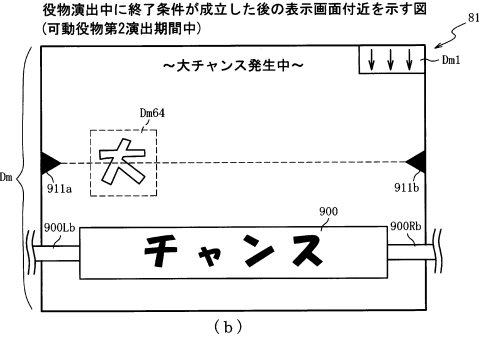 役物演出中に終了条件が成立した後の表示画面付近を示す図
(可動役物第2演出期間中)
81
~大チャンス発生中~
Dm1
Dm64
大
Dm
911a
911b
900Lb
900
900Rb
チャンス
(b)